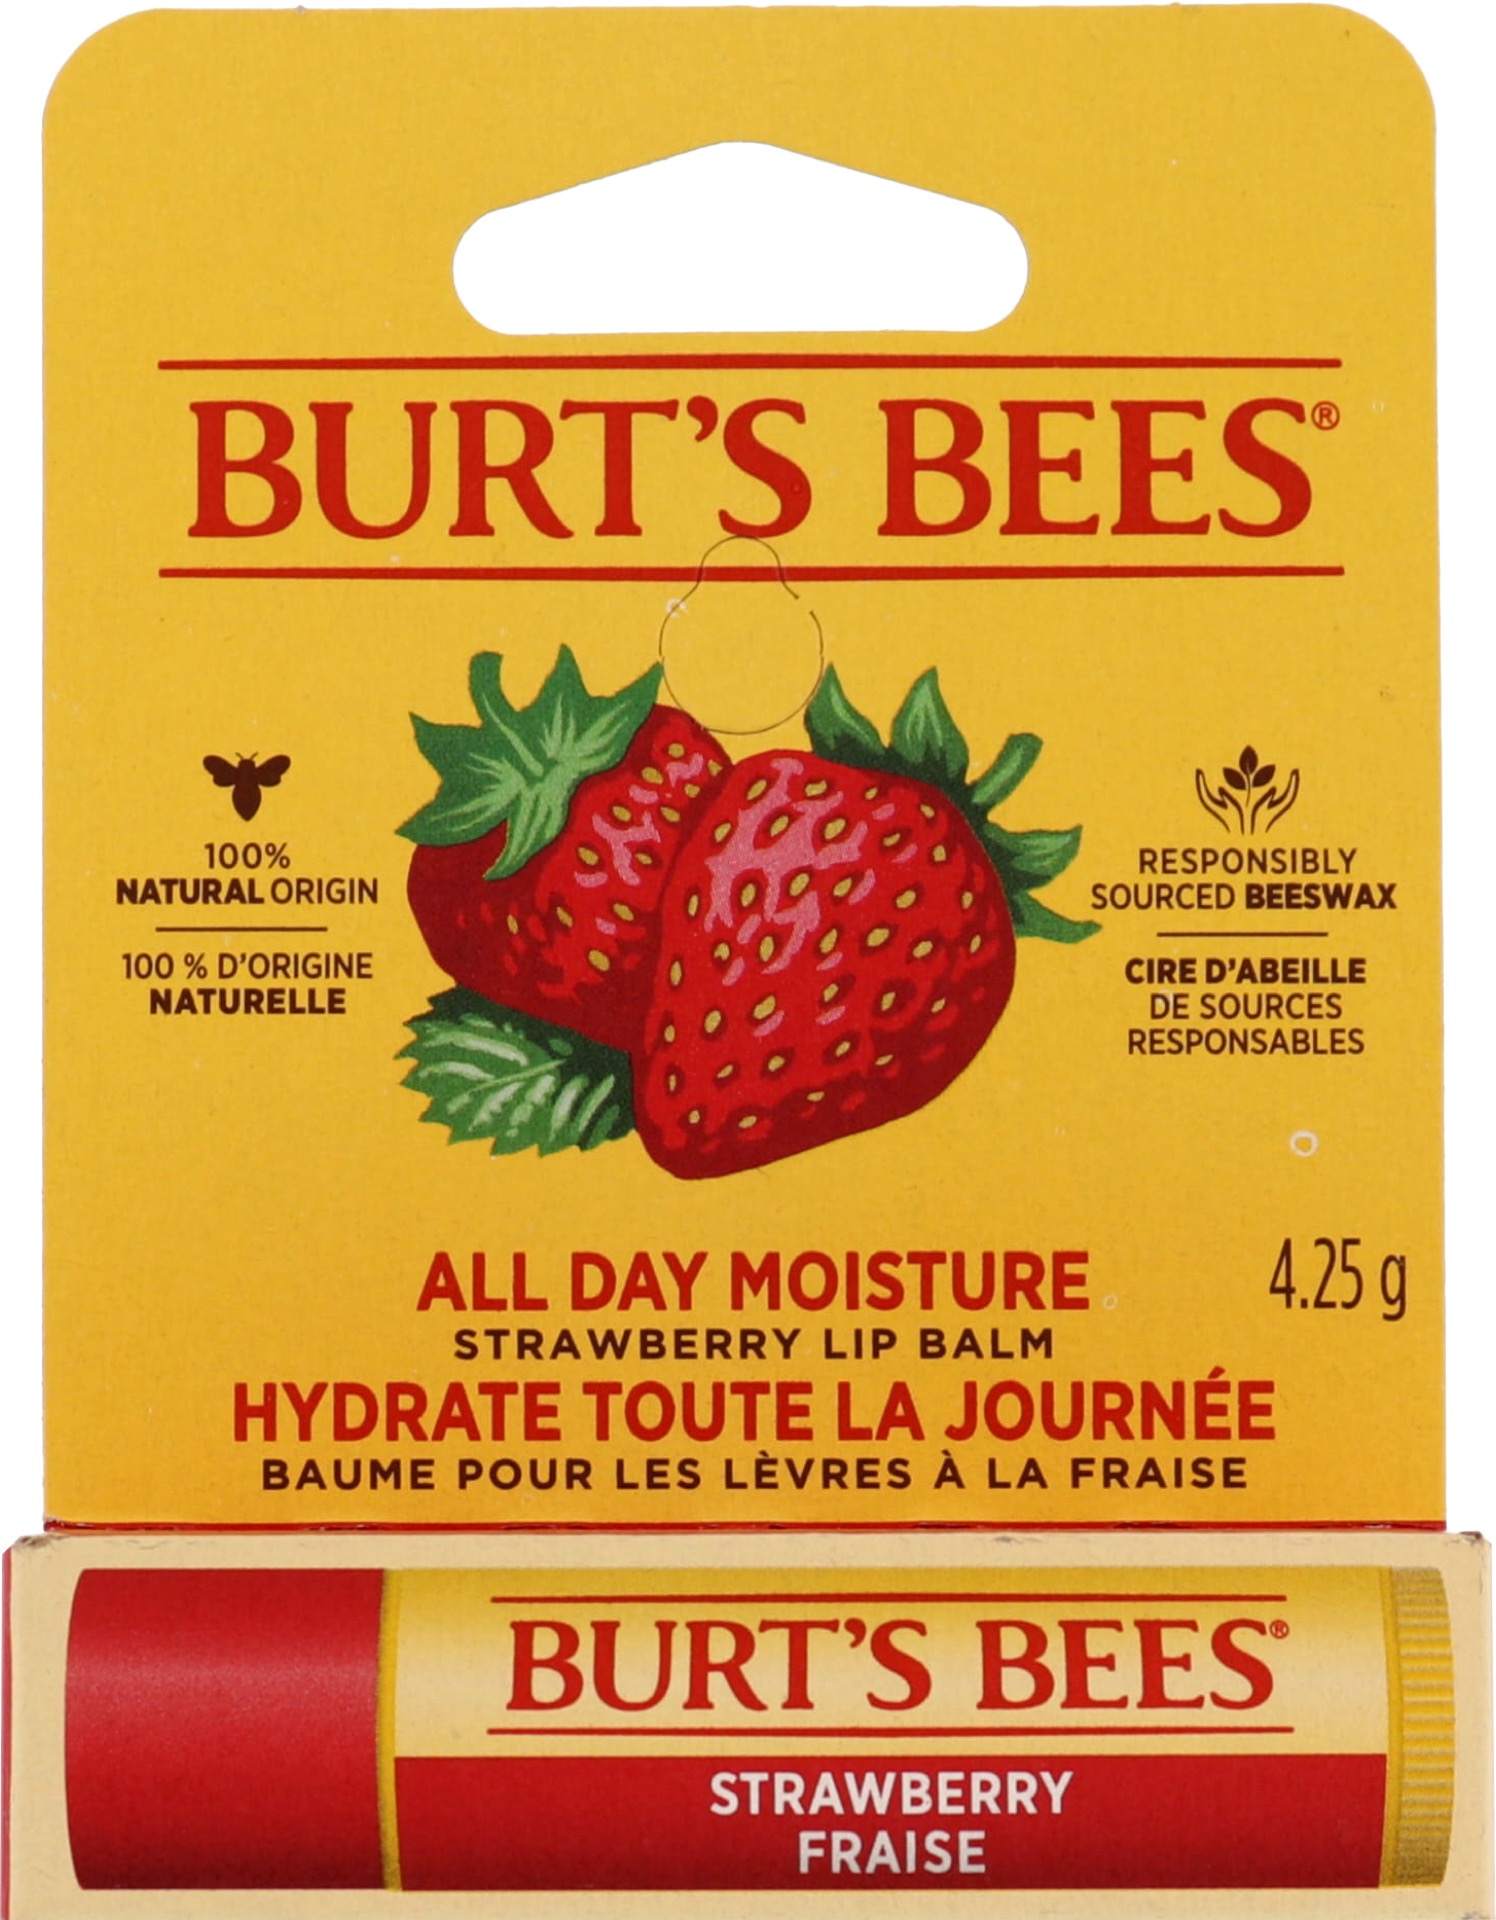 BURT'S BEES®
100%
NATURAL ORIGIN
100 % D'ORIGINE
NATURELLE
RESPONSIBLY
SOURCED BEESWAX
CIRE D'ABEILLE
DE SOURCES
RESPONSABLES
ALL DAY MOISTURE
4.25 g
STRAWBERRY LIP BALM
HYDRATE TOUTE LA JOURNÉE
BAUME POUR LES LÈVRES À LA FRAISE
BURT'S BEES®
STRAWBERRY
FRAISE